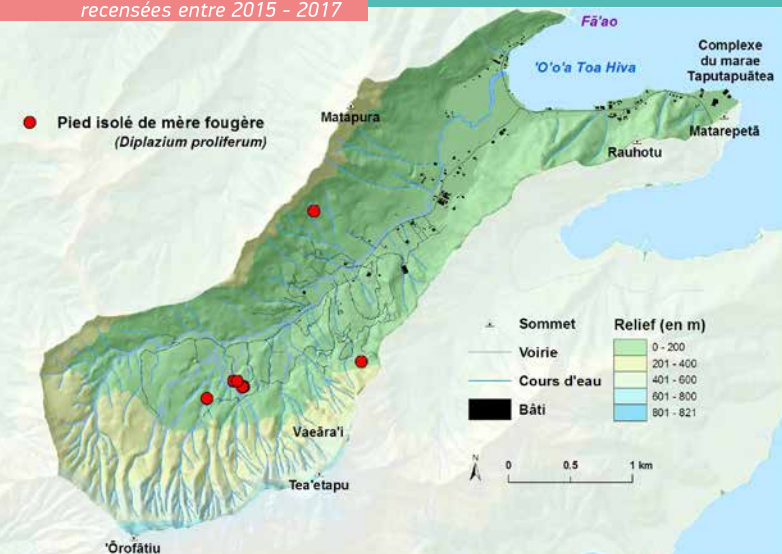 recensées entre 2015 - 2017
Fā'ao
Complexe
du marae
Taputapuātea
'O'o'a Toa Hiva
Pied isolé de mère fougère
(Diplazium proliferum)
Matapura
Matarepetā
Rauhotu
Sommet
Voirie
Cours d'eau
Bâti
Relief (en m)
0 - 200
201 - 400
401 - 600
601 - 800
801 - 821
Vaeāra'i
N
0 0.5 1 km
Tea'etapu
'Ōrofātiu